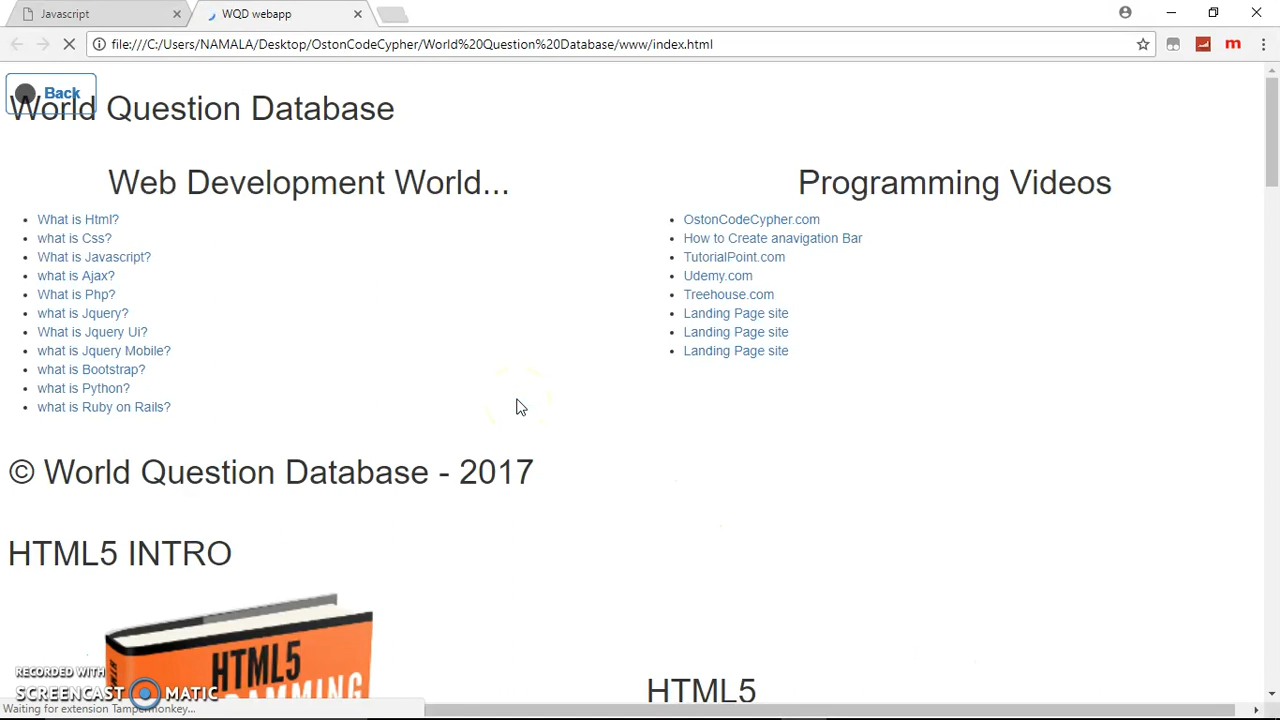 Javascript
WQD webapp
file:///C:/Users/NAMALA/Desktop/OstonCodeCypher/World%20Question%20Database/www/index.html
m
Back
World Question Database
Web Development World...
What is Html?
what is Css?
What is Javascript?
what is Ajax?
What is Php?
what is Jquery?
What is Jquery Ui?
what is Jquery Mobile?
what is Bootstrap?
what is Python?
what is Ruby on Rails?
Programming Videos
OstonCodeCypher.com
How to Create anavigation Bar
TutorialPoint.com
Udemy.com
Treehouse.com
Landing Page site
Landing Page site
Landing Page site
© World Question Database - 2017
HTML5 INTRO
HTML5
HTML5
RECORDED WITH
SCREENCAST MATIC
Waiting for extension Tampermonkey...